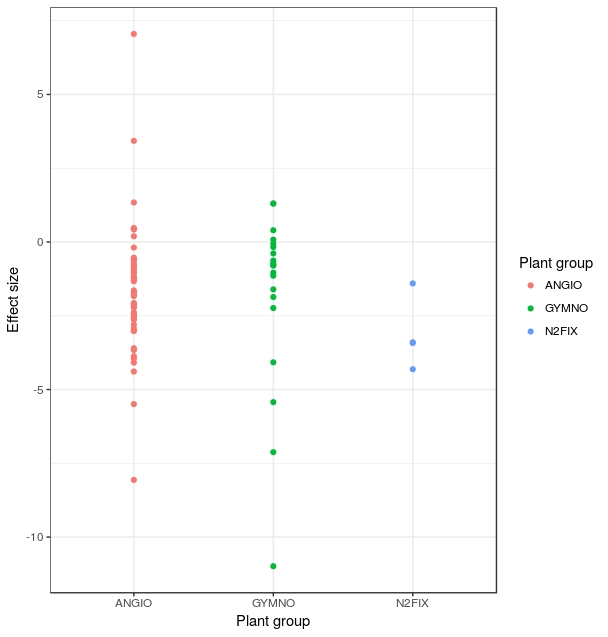 Effect size
5
0
-5
-10
ANGIO GYMNO N2FIX
Plant group
Plant group
ANGIO
GYMNO
N2FIX